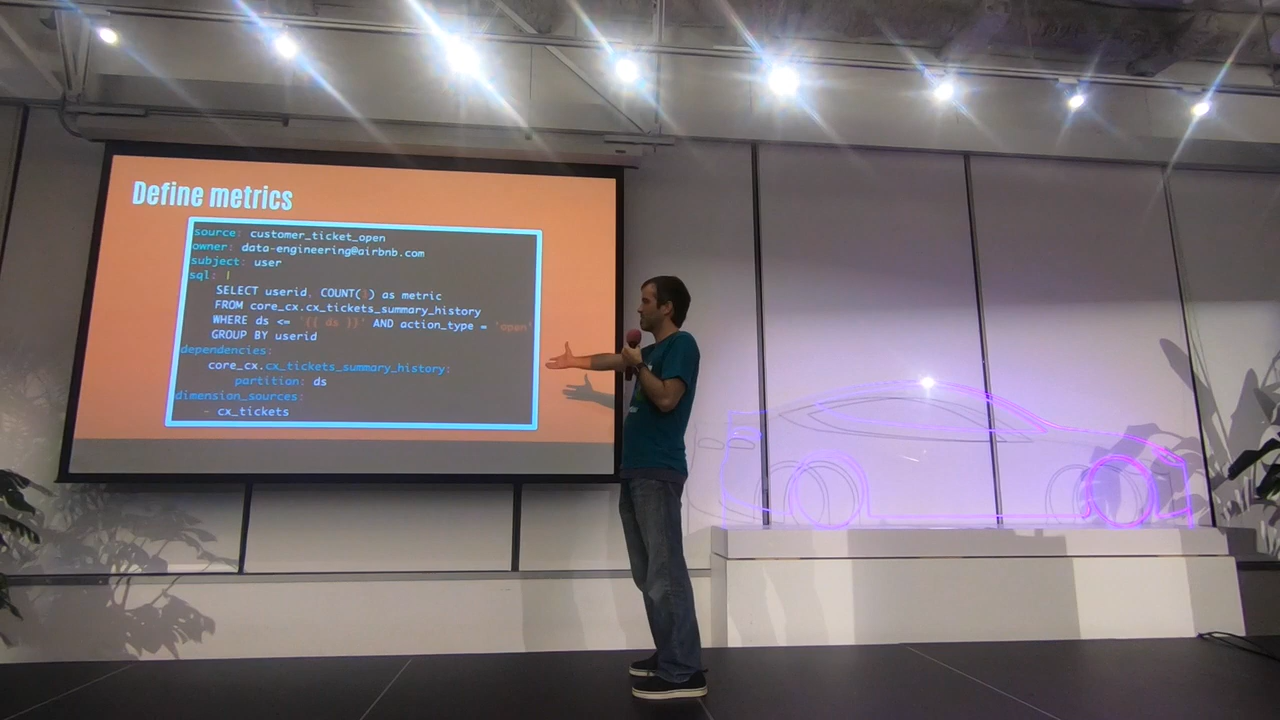 Define metrics
source: customer_ticket_open
owner: data-engineering@airbnb.com
subject: user
sql: |
SELECT userid, COUNT(1) as metric
FROM core_cx.cx_tickets_summary_history
WHERE ds <= '{{ ds }}' AND action_type = 'open'
GROUP BY userid
dependencies:
core_cx.cx_tickets_summary_history:
partition: ds
dimension_sources:
- cx_tickets